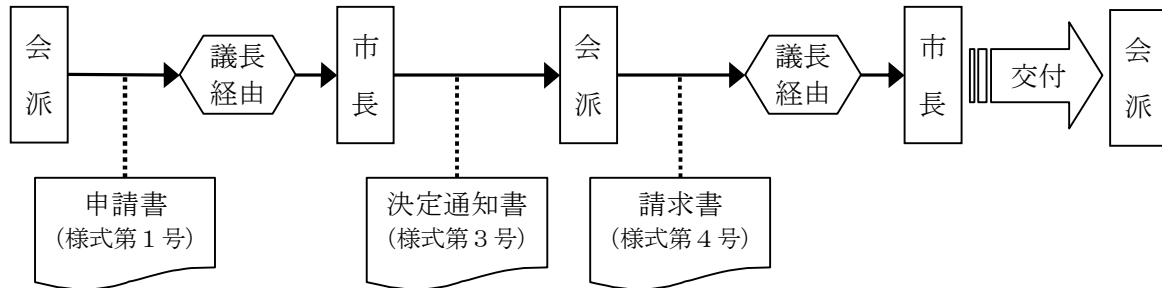 会派
議長
経由
市長
会派
議長
経由
市長
交付
会派
申請書
(様式第１号)
決定通知書
(様式第３号)
請求書
(様式第４号)